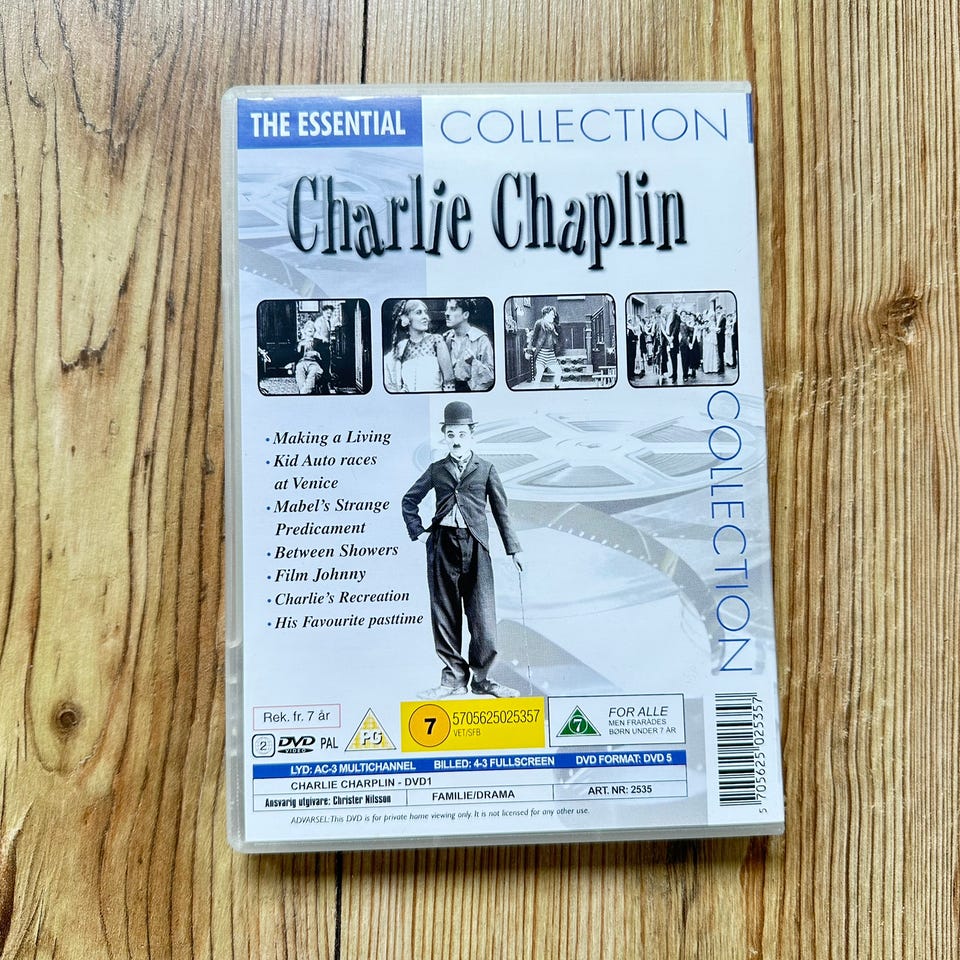 THE ESSENTIAL COLLECTION
Charlie Chaplin
• Making a Living
• Kid Auto races
at Venice
• Mabel's Strange
Predicament
• Between Showers
• Film Johnny
• Charlie's Recreation
• His Favourite pasttime
COLLECTION
Rek. fr. 7 år
2 DVD VIDEO PAL
PG
7 5705625025357
VET/SFB
7 FOR ALLE
MEN FRARÅDES
BØRN UNDER 7 ÅR
LYD: AC-3 MULTICHANNEL BILLED: 4-3 FULLSCREEN DVD FORMAT: DVD 5
CHARLIE CHARPLIN - DVD1
Ansvarig utgivare: Christer Nilsson FAMILIE/DRAMA ART. NR: 2535
ADVARSEL:This DVD is for private home viewing only. It is not licensed for any other use.
5 705625 025357